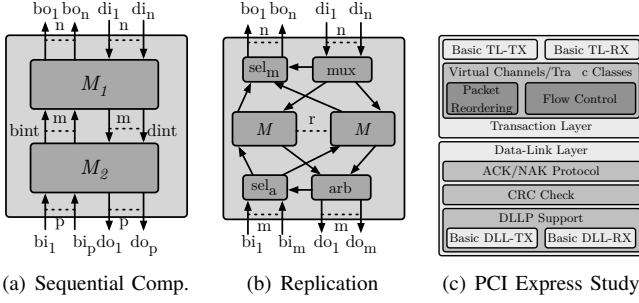 bo1 bon di1 din
n n
M1
bint m m dint
M2
p p
bi1 bip do1 dop
(a) Sequential Comp.
bo1 bon di1 din
n n
selm mux
M r M
sela arb
m m
bi1 bim do1 dom
(b) Replication
Basic TL-TX Basic TL-RX
Virtual Channels/Tra c Classes
Packet Reordering
Flow Control
Transaction Layer
Data-Link Layer
ACK/NAK Protocol
CRC Check
DLLP Support
Basic DLL-TX Basic DLL-RX
(c) PCI Express Study